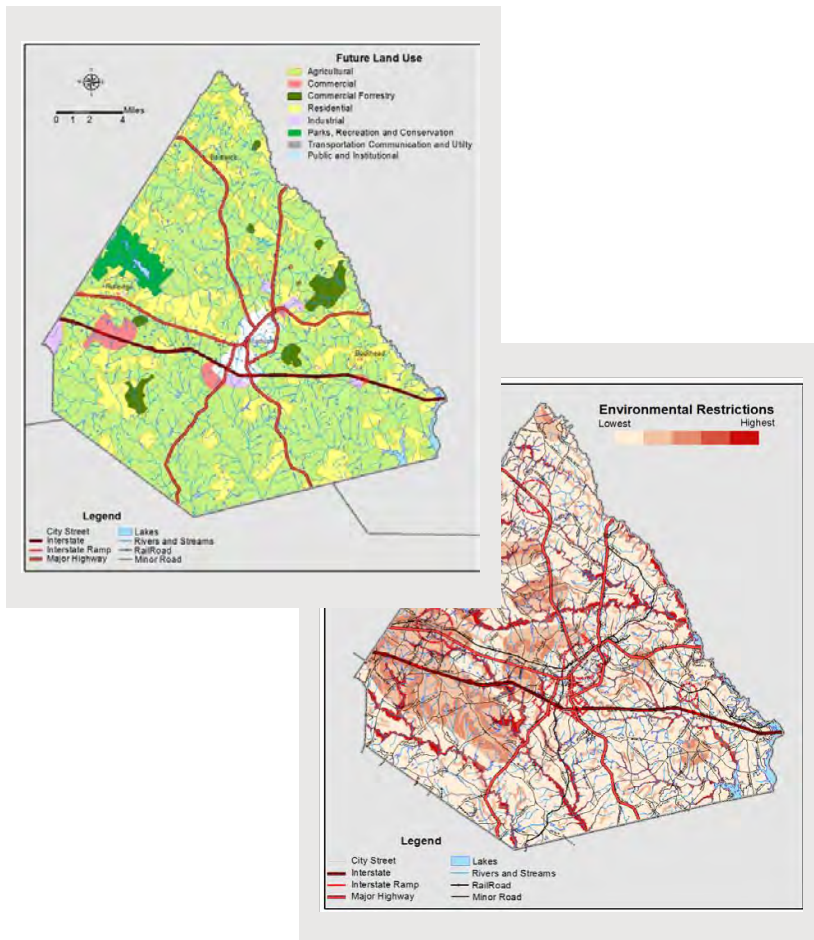 Future Land Use
Agricultural
Commercial
Commercial Forrestry
Residential
Industrial
Parks, Recreation and Conservation
Transportation Communication and Utilty
Public and Institutional
Miles
0 1 2 4
Legend
City Street
Interstate
Interstate Ramp
Major Highway
Lakes
Rivers and Streams
RailRoad
Minor Road
Environmental Restrictions
Lowest Highest
Legend
City Street
Interstate
Interstate Ramp
Major Highway
Lakes
Rivers and Streams
RailRoad
Minor Road